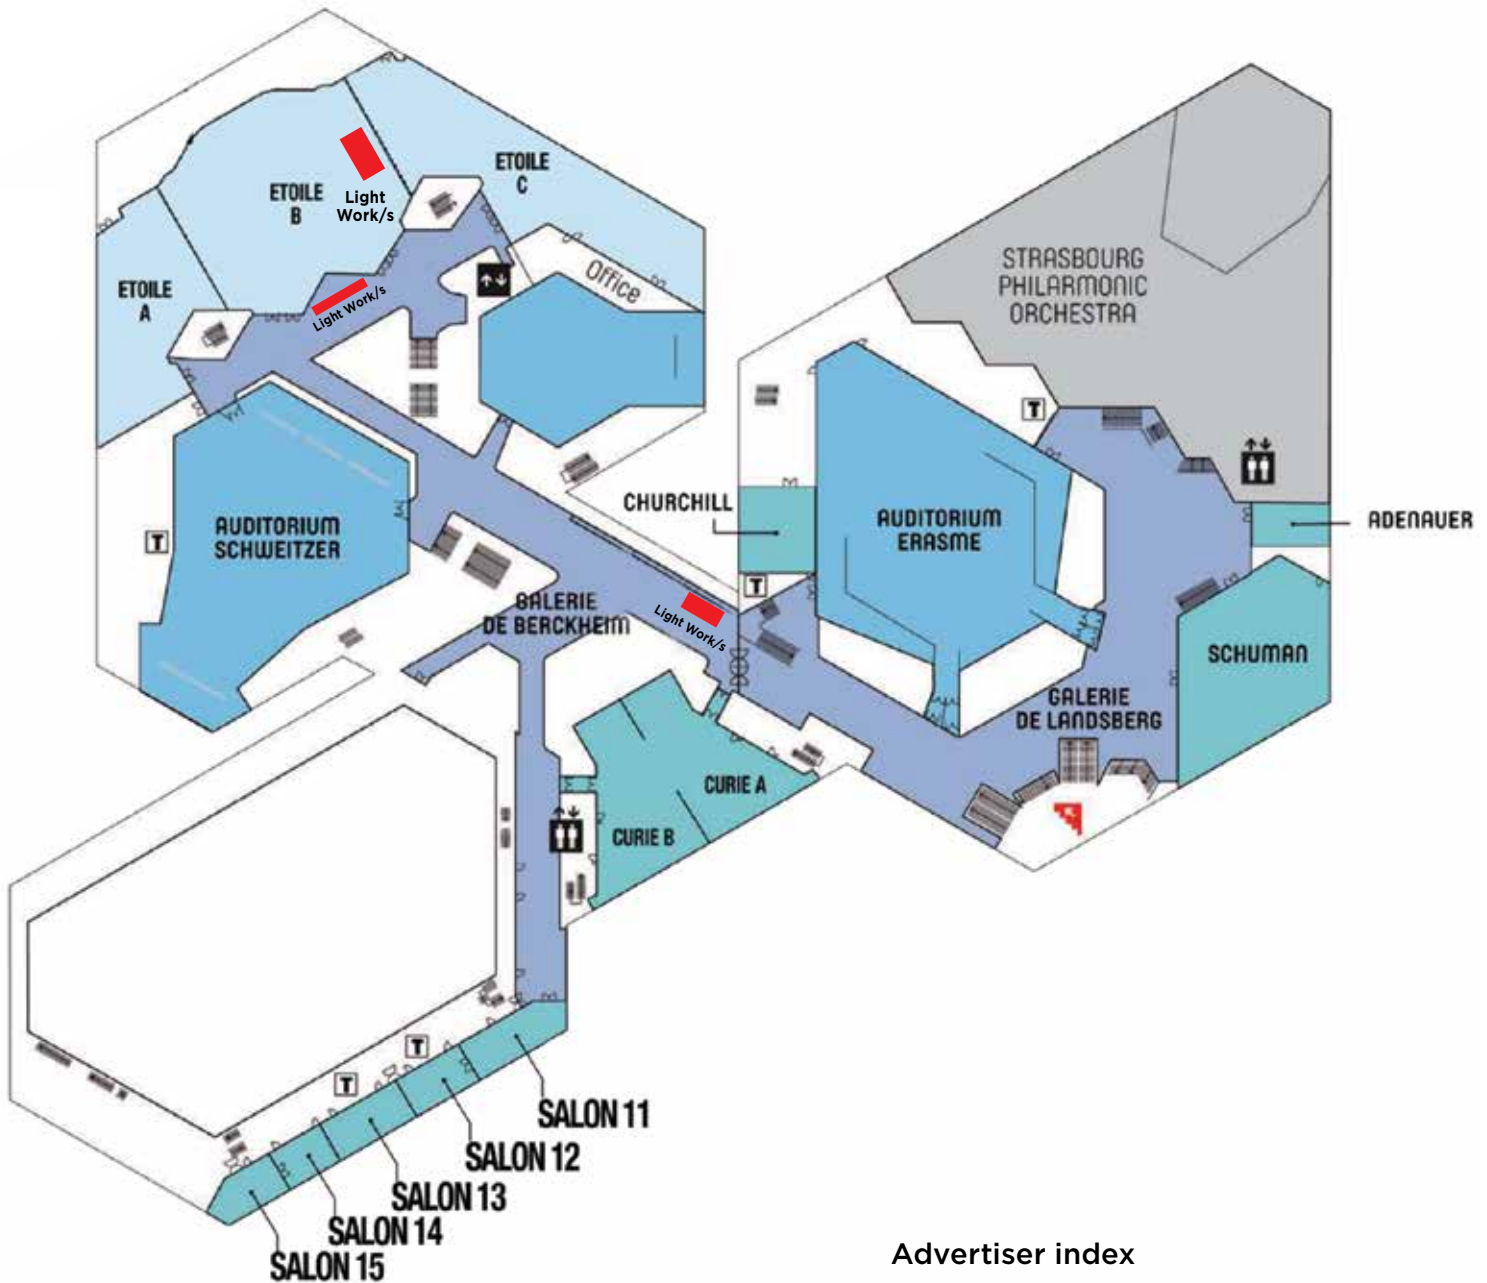 ETOILE
C
ETOILE
B
Light
Work/s
ETOILE
A
Office
Light Work/s
STRASBOURG
PHILARMONIC
ORCHESTRA
T
CHURCHILL
AUDITORIUM
ERASME
ADENAUER
AUDITORIUM
SCHWEITZER
T
T
GALERIE
DE BERCKHEIM
Light Work/s
SCHUMAN
GALERIE
DE LANDSBERG
CURIE A
CURIE B
T
T
SALON 11
SALON 12
SALON 13
SALON 14
SALON 15
Advertiser index